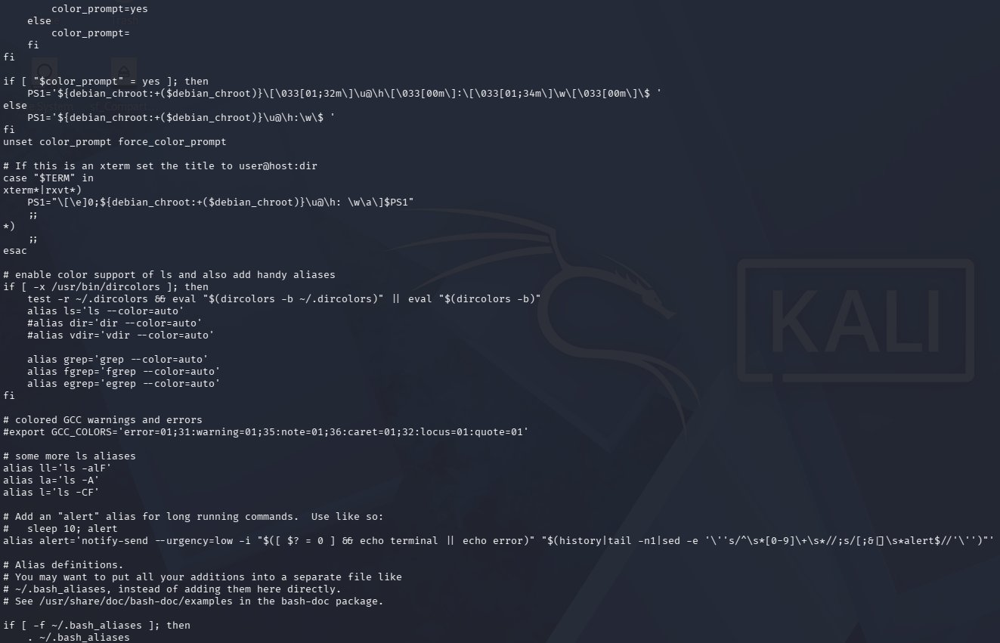 color_prompt=yes
    else
        color_prompt=
    fi
fi

if [ "$color_prompt" = yes ]; then
    PS1='${debian_chroot:+($debian_chroot)}\[\033[01;32m\]\u@\h\[\033[00m\]:\[\033[01;34m\]\w\[\033[00m\]\$ '
else
    PS1='${debian_chroot:+($debian_chroot)}\u@\h:\w\$ '
fi
unset color_prompt force_color_prompt

# If this is an xterm set the title to user@host:dir
case "$TERM" in
xterm*|rxvt*)
    PS1="\[\e]0;${debian_chroot:+($debian_chroot)}\u@\h: \w\a\]$PS1"
    ;;
*)
    ;;
esac

# enable color support of ls and also add handy aliases
if [ -x /usr/bin/dircolors ]; then
    test -r ~/.dircolors && eval "$(dircolors -b ~/.dircolors)" || eval "$(dircolors -b)"
    alias ls='ls --color=auto'
    #alias dir='dir --color=auto'
    #alias vdir='vdir --color=auto'

    alias grep='grep --color=auto'
    alias fgrep='fgrep --color=auto'
    alias egrep='egrep --color=auto'
fi

# colored GCC warnings and errors
#export GCC_COLORS='error=01;31:warning=01;35:note=01;36:caret=01;32:locus=01:quote=01'

# some more ls aliases
alias ll='ls -alF'
alias la='ls -A'
alias l='ls -CF'

# Add an "alert" alias for long running commands.  Use like so:
#   sleep 10; alert
alias alert='notify-send --urgency=low -i "$([ $? = 0 ] && echo terminal || echo error)" "$(history|tail -n1|sed -e '\''s/^\s*[0-9]\+\s*//;s/[;&|]\s*alert$//'\'')"'

# Alias definitions.
# You may want to put all your additions into a separate file like
# ~/.bash_aliases, instead of adding them here directly.
# See /usr/share/doc/bash-doc/examples in the bash-doc package.

if [ -f ~/.bash_aliases ]; then
    . ~/.bash_aliases
KALI